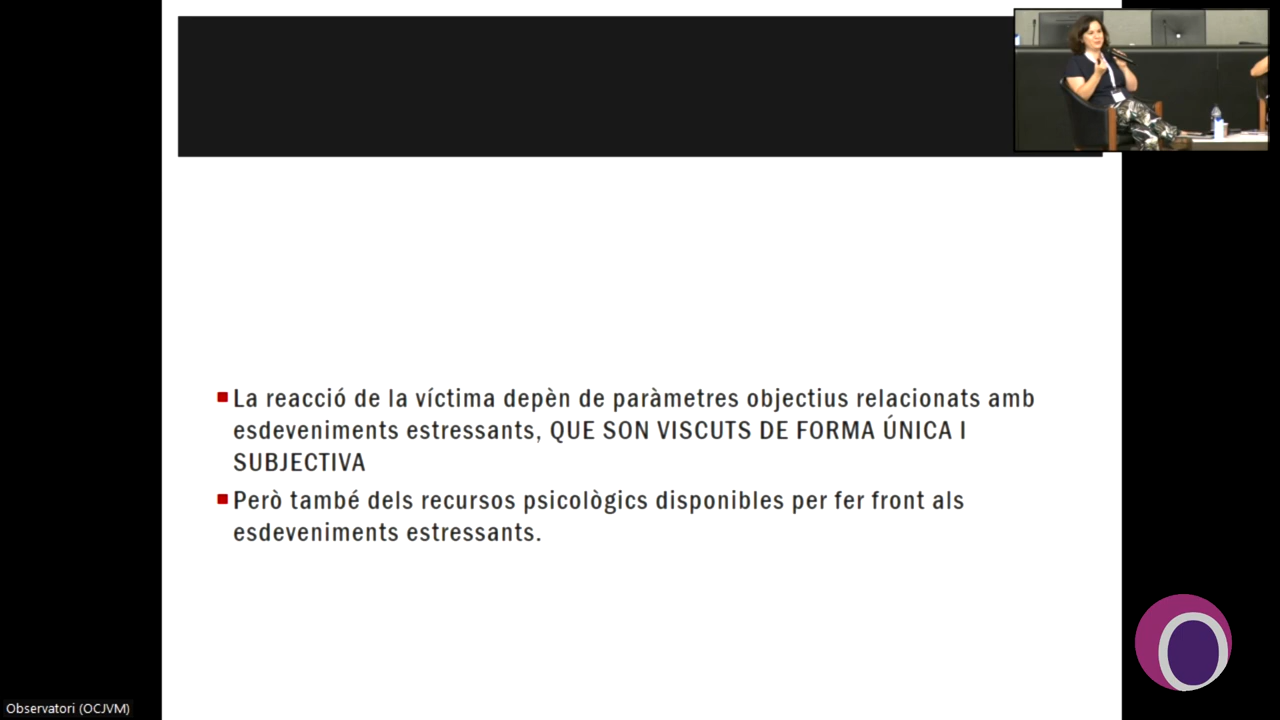 La reacció de la víctima depèn de paràmetres objectius relacionats amb
esdeveniments estressants, QUE SON VISCUTS DE FORMA ÚNICA I
SUBJECTIVA
Però també dels recursos psicològics disponibles per fer front als
esdeveniments estressants.
Observatori (OCJVM)